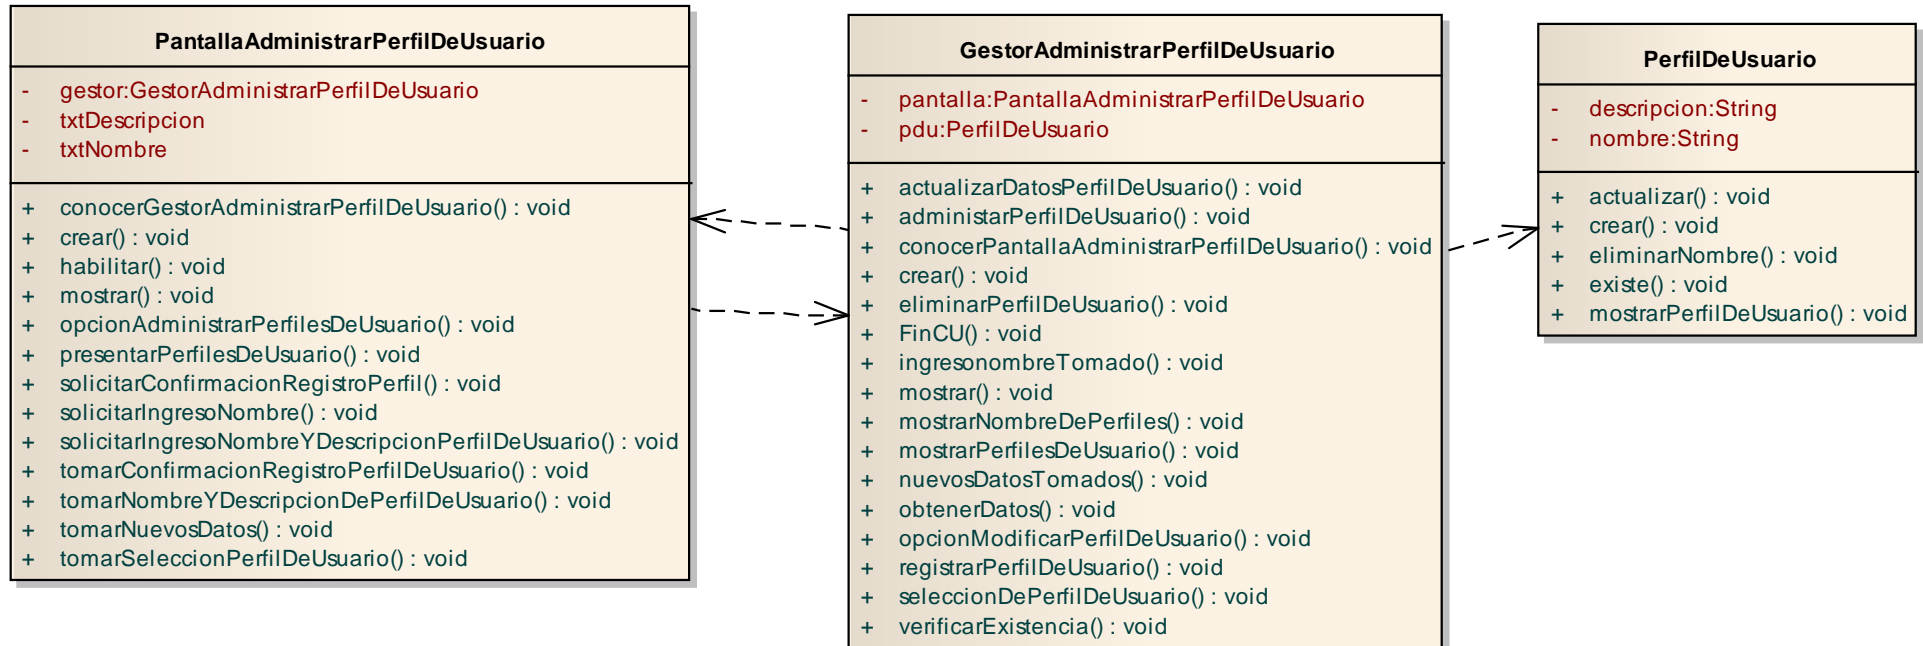 PantallaAdministrarPerfilDeUsuario
- gestor:GestorAdministrarPerfilDeUsuario
- txtDescripcion
- txtNombre
+ conocerGestorAdministrarPerfilDeUsuario() : void
+ crear() : void
+ habilitar() : void
+ mostrar() : void
+ opcionAdministrarPerfilesDeUsuario() : void
+ presentarPerfilesDeUsuario() : void
+ solicitarConfirmacionRegistroPerfil() : void
+ solicitarIngresoNombre() : void
+ solicitarIngresoNombreYDescripcionPerfilDeUsuario() : void
+ tomarConfirmacionRegistroPerfilDeUsuario() : void
+ tomarNombreYDescripcionDePerfilDeUsuario() : void
+ tomarNuevosDatos() : void
+ tomarSeleccionPerfilDeUsuario() : void
GestorAdministrarPerfilDeUsuario
- pantalla:PantallaAdministrarPerfilDeUsuario
- pdu:PerfilDeUsuario
+ actualizarDatosPerfilDeUsuario() : void
+ administarPerfilDeUsuario() : void
+ conocerPantallaAdministrarPerfilDeUsuario() : void
+ crear() : void
+ eliminarPerfilDeUsuario() : void
+ FinCU() : void
+ ingresonombreTomado() : void
+ mostrar() : void
+ mostrarNombreDePerfiles() : void
+ mostrarPerfilesDeUsuario() : void
+ nuevosDatosTomados() : void
+ obtenerDatos() : void
+ opcionModificarPerfilDeUsuario() : void
+ registrarPerfilDeUsuario() : void
+ seleccionDePerfilDeUsuario() : void
+ verificarExistencia() : void
PerfilDeUsuario
- descripcion:String
- nombre:String
+ actualizar() : void
+ crear() : void
+ eliminarNombre() : void
+ existe() : void
+ mostrarPerfilDeUsuario() : void